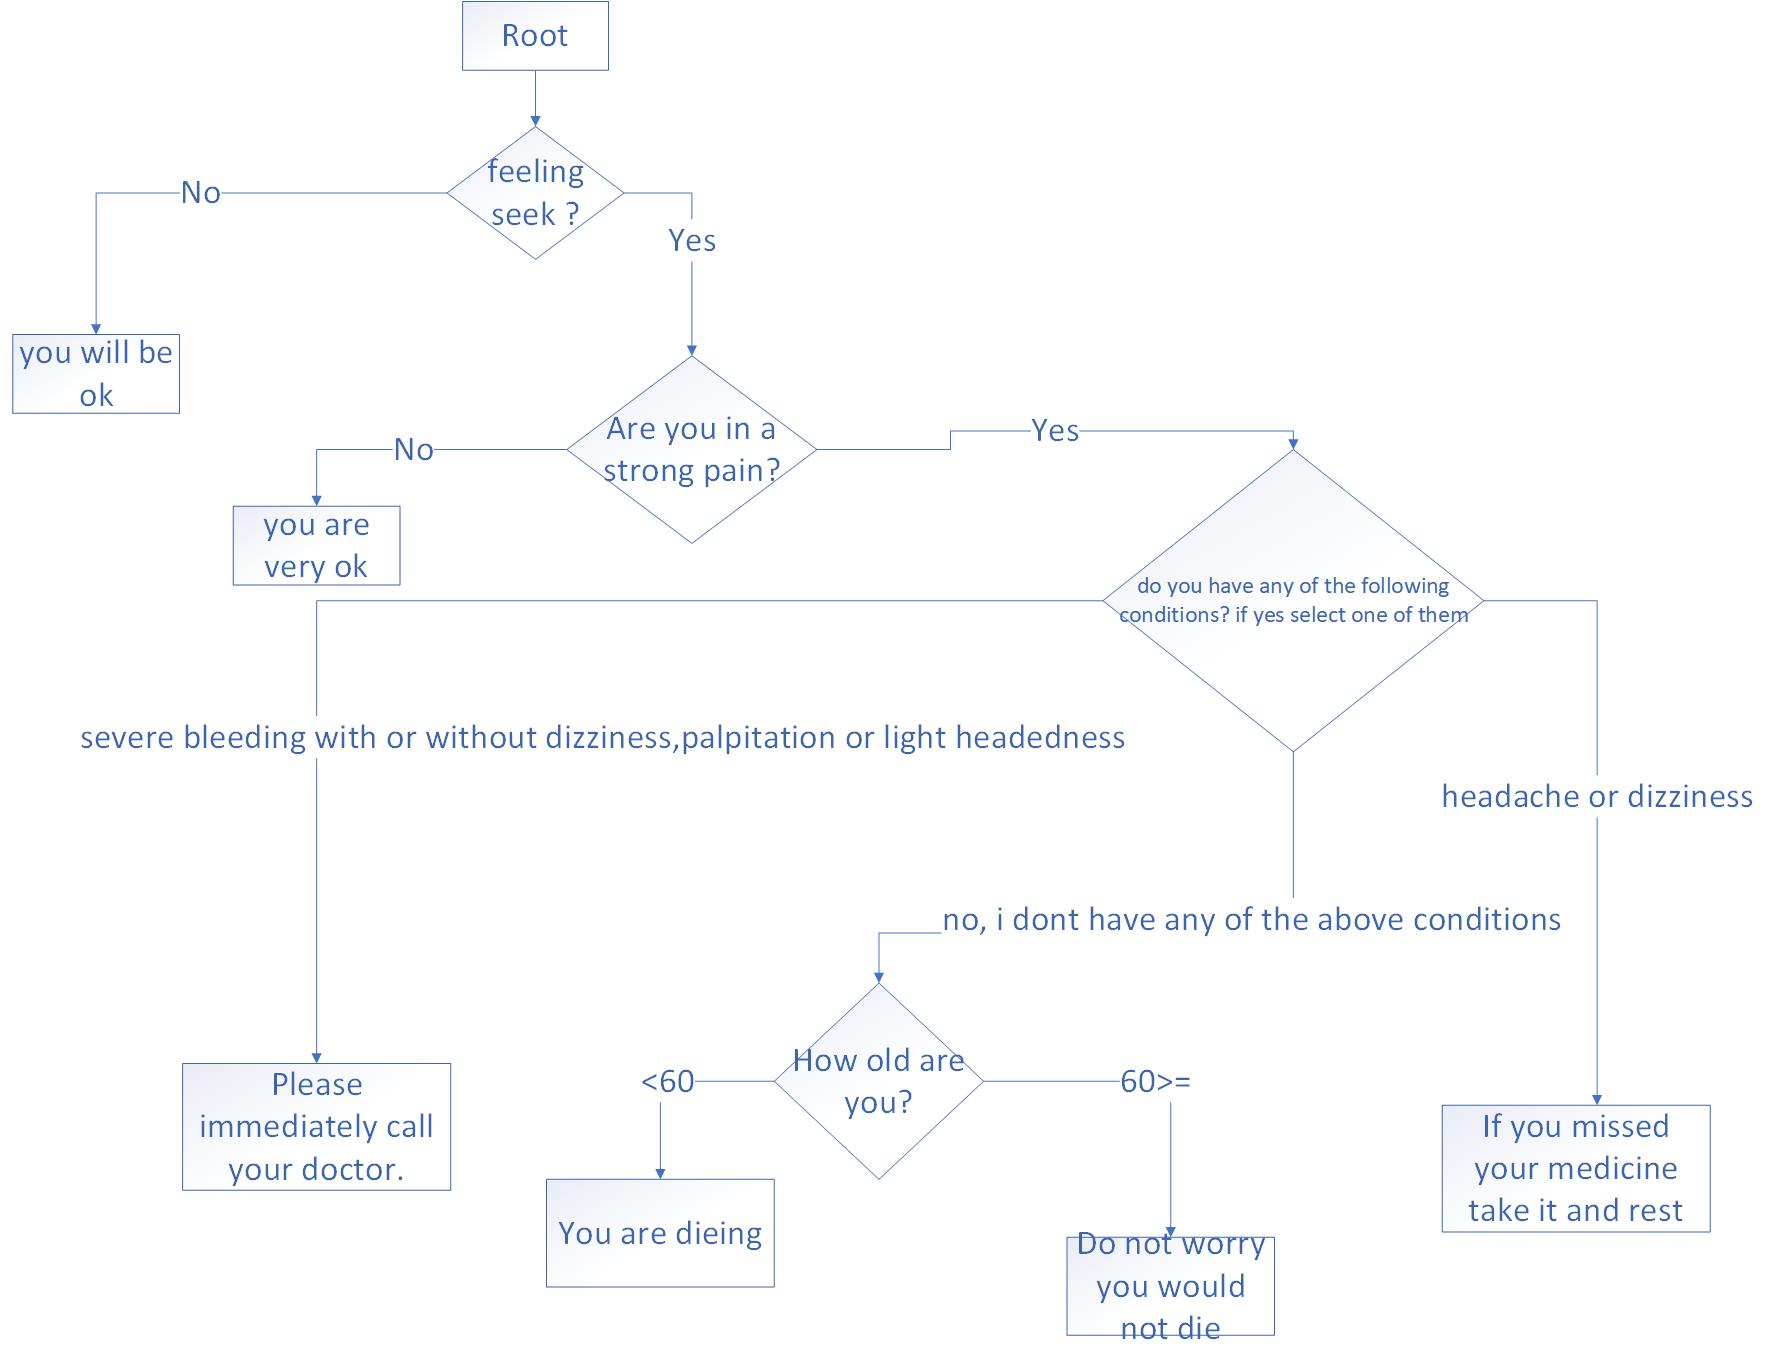 Root
feeling
seek ?
No
Yes
you will be
ok
Are you in a
strong pain?
No
Yes
you are
very ok
do you have any of the following
conditions? if yes select one of them
severe bleeding with or without dizziness,palpitation or light headedness
headache or dizziness
no, i dont have any of the above conditions
How old are
you?
<60
60>=
Please
immediately call
your doctor.
You are dieing
Do not worry
you would
not die
If you missed
your medicine
take it and rest